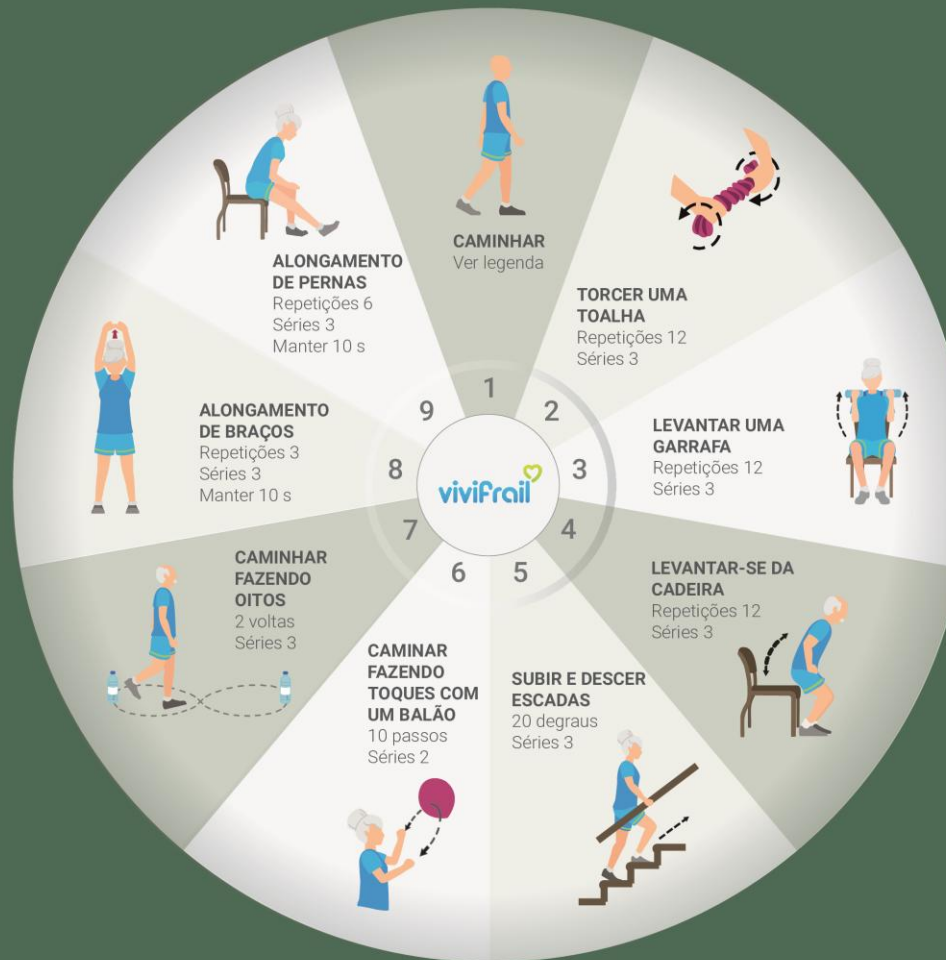 CAMINHAR
Ver legenda
TORCER UMA
TOALHA
Repetições 12
Séries 3
LEVANTAR UMA
GARRAFA
Repetições 12
Séries 3
LEVANTAR-SE DA
CADEIRA
Repetições 12
Séries 3
SUBIR E DESCER
ESCADAS
20 degraus
Séries 3
CAMINAR
FAZENDO
TOQUES COM
UM BALÃO
10 passos
Séries 2
CAMINHAR
FAZENDO
OITOS
2 voltas
Séries 3
ALONGAMENTO
DE BRAÇOS
Repetições 3
Séries 3
Manter 10 s
ALONGAMENTO
DE PERNAS
Repetições 6
Séries 3
Manter 10 s
1
2
3
4
5
6
7
8
9
vivifrail